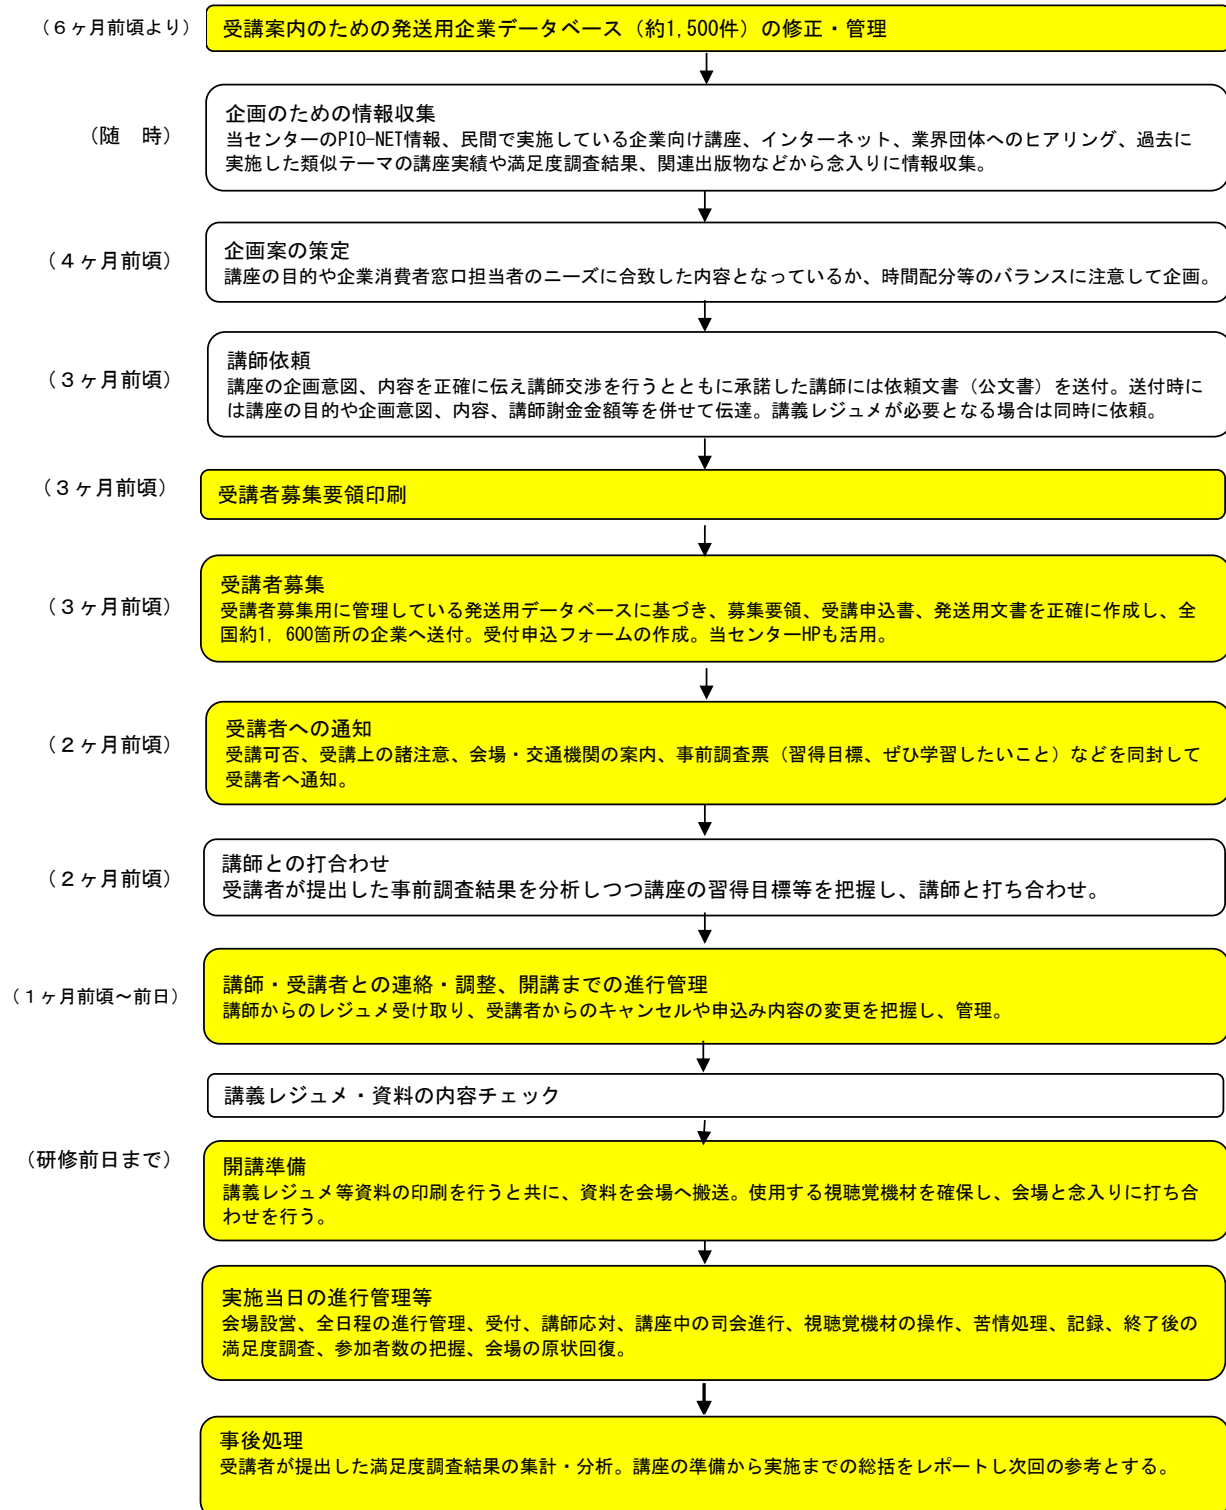 （６ヶ月前頃より）
受講案内のための発送用企業データベース（約1,500件）の修正・管理
（随　時）
企画のための情報収集
当センターのPIO-NET情報、民間で実施している企業向け講座、インターネット、業界団体へのヒアリング、過去に
実施した類似テーマの講座実績や満足度調査結果、関連出版物などから念入りに情報収集。
（４ヶ月前頃）
企画案の策定
講座の目的や企業消費者窓口担当者のニーズに合致した内容となっているか、時間配分等のバランスに注意して企画。
（３ヶ月前頃）
講師依頼
講座の企画意図、内容を正確に伝え講師交渉を行うとともに承諾した講師には依頼文書（公文書）を送付。送付時に
は講座の目的や企画意図、内容、講師謝金金額等を併せて伝達。講義レジュメが必要となる場合は同時に依頼。
（３ヶ月前頃）
受講者募集要領印刷
（３ヶ月前頃）
受講者募集
受講者募集用に管理している発送用データベースに基づき、募集要領、受講申込書、発送用文書を正確に作成し、全
国約1, 600箇所の企業へ送付。受付申込フォームの作成。当センターHPも活用。
（２ヶ月前頃）
受講者への通知
受講可否、受講上の諸注意、会場・交通機関の案内、事前調査票（習得目標、ぜひ学習したいこと）などを同封して
受講者へ通知。
（２ヶ月前頃）
講師との打合わせ
受講者が提出した事前調査結果を分析しつつ講座の習得目標等を把握し、講師と打ち合わせ。
（１ヶ月前頃～前日）
講師・受講者との連絡・調整、開講までの進行管理
講師からのレジュメ受け取り、受講者からのキャンセルや申込み内容の変更を把握し、管理。
講義レジュメ・資料の内容チェック
（研修前日まで）
開講準備
講義レジュメ等資料の印刷を行うと共に、資料を会場へ搬送。使用する視聴覚機材を確保し、会場と念入りに打ち合
わせを行う。
実施当日の進行管理等
会場設営、全日程の進行管理、受付、講師応対、講座中の司会進行、視聴覚機材の操作、苦情処理、記録、終了後の
満足度調査、参加者数の把握、会場の原状回復。
事後処理
受講者が提出した満足度調査結果の集計・分析。講座の準備から実施までの総括をレポートし次回の参考とする。